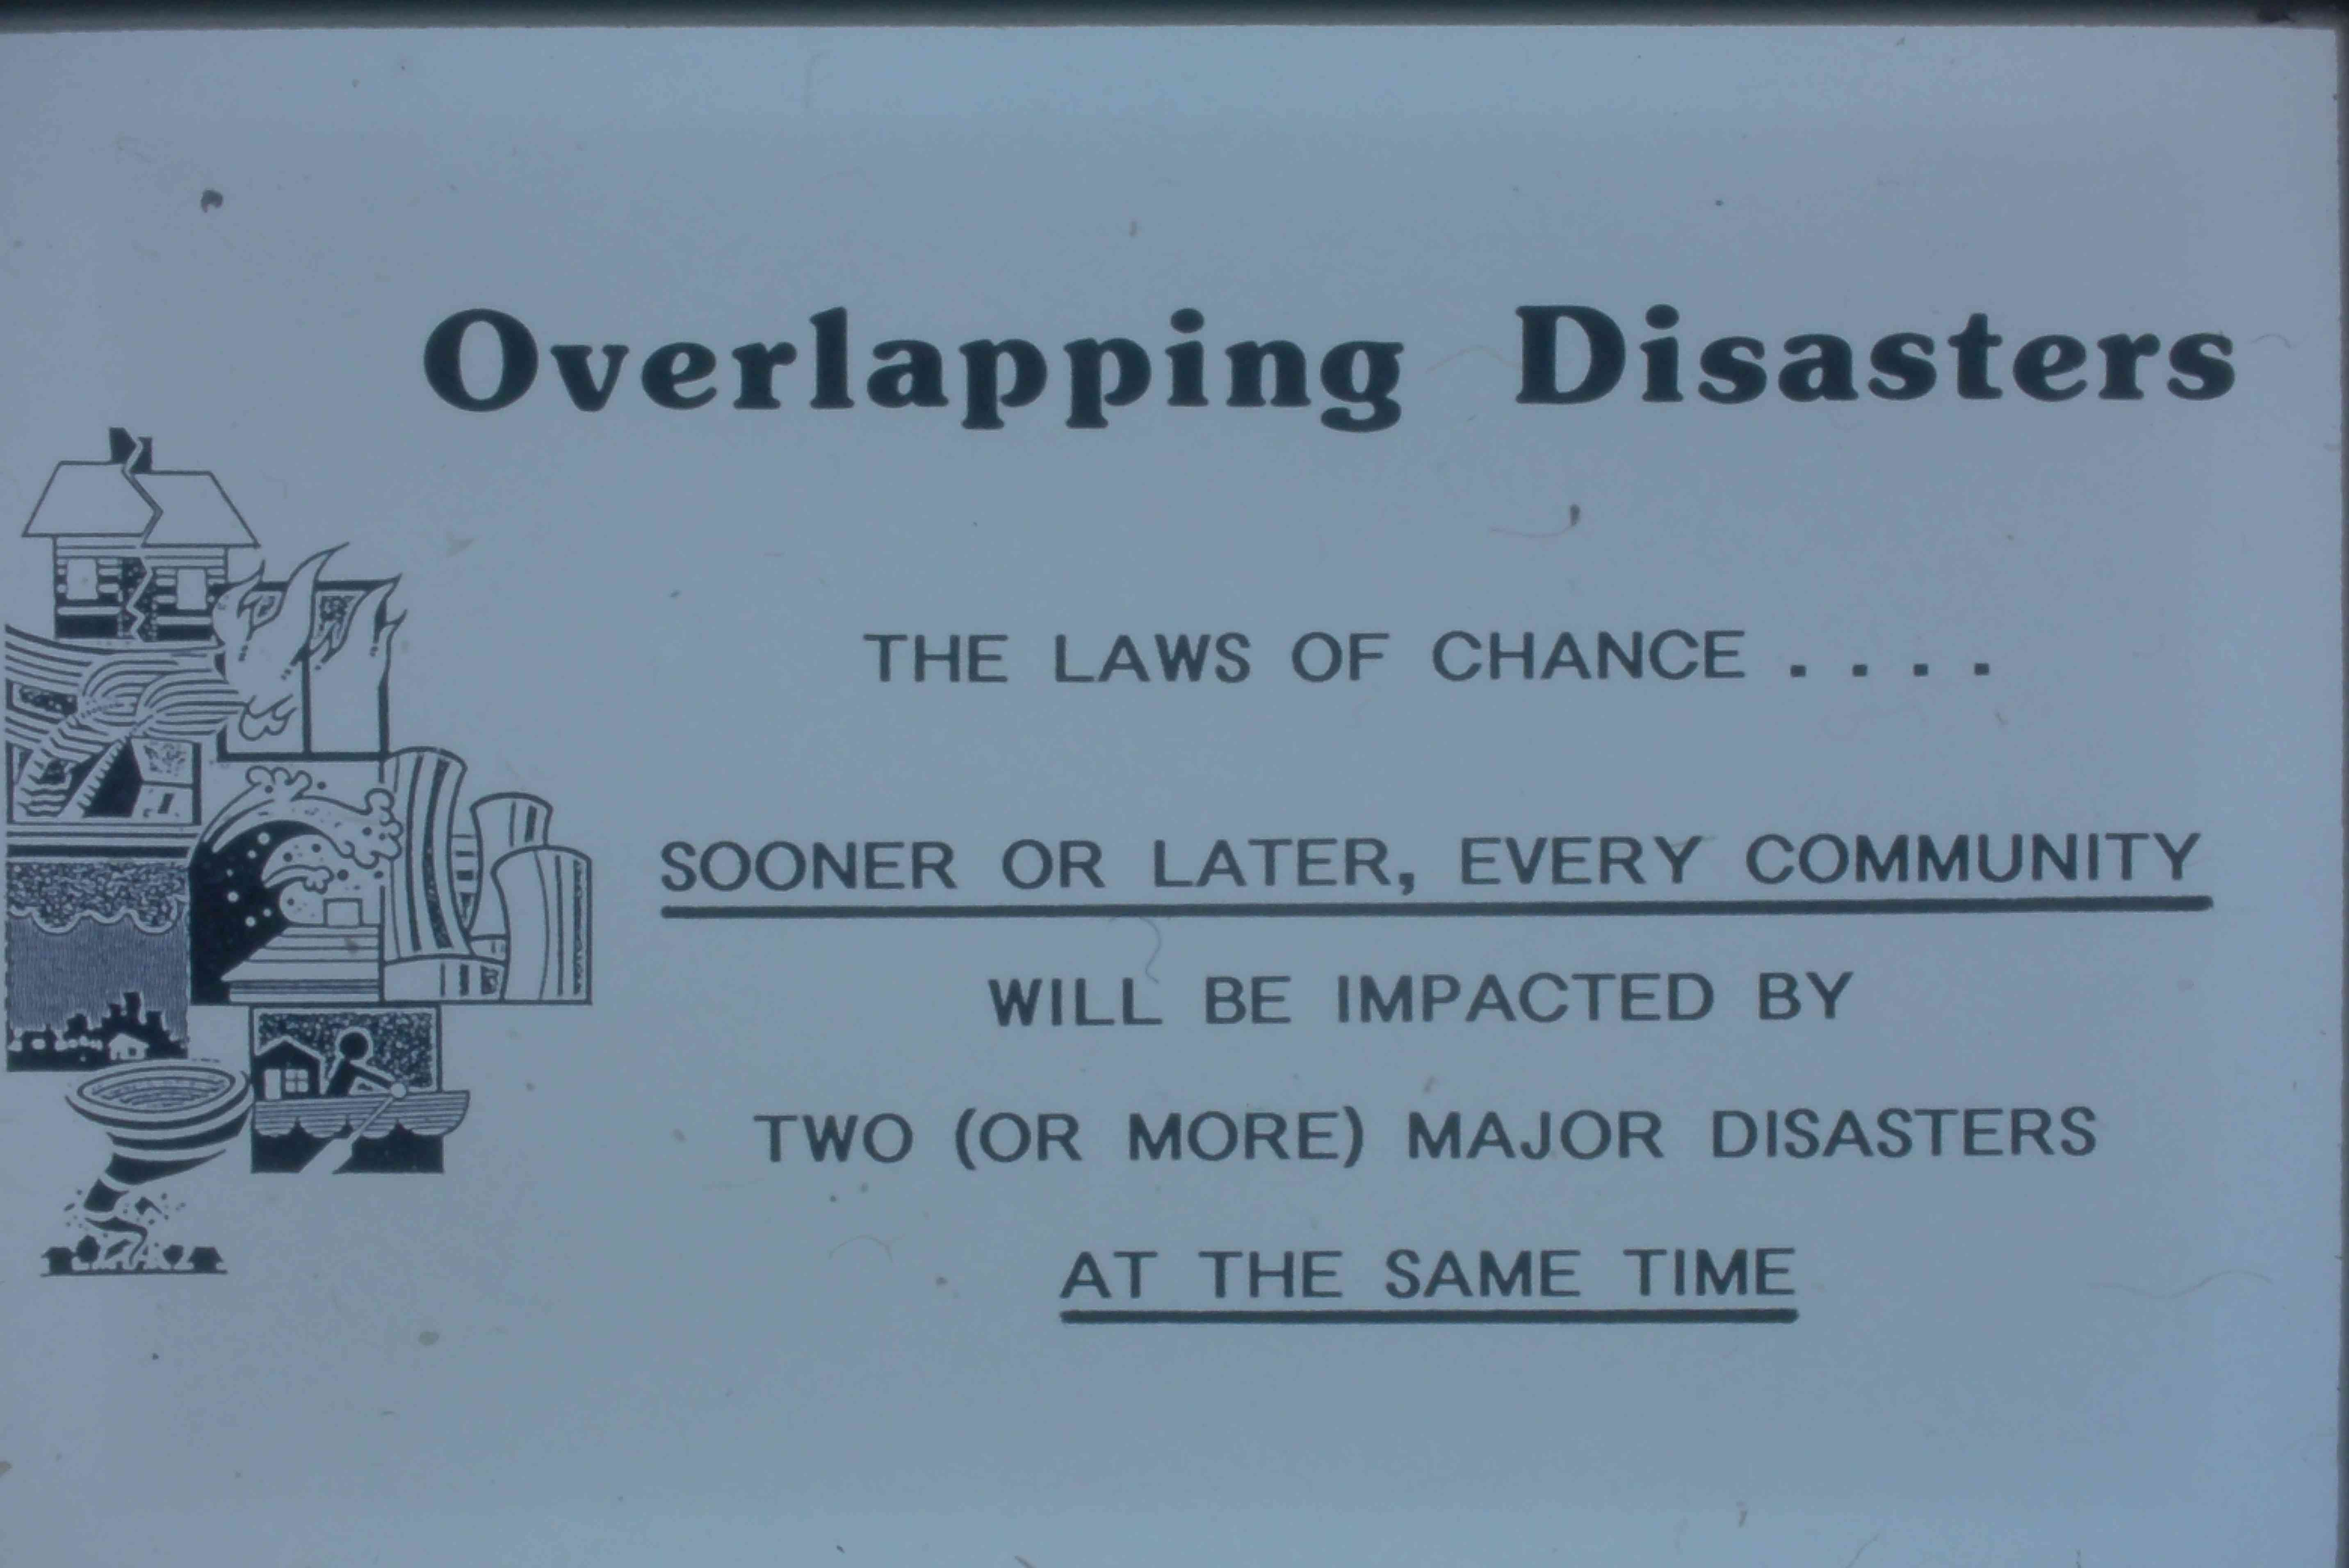 Overlapping Disasters
THE LAWS OF CHANCE . . . .
SOONER OR LATER, EVERY COMMUNITY
WILL BE IMPACTED BY
TWO (OR MORE) MAJOR DISASTERS
AT THE SAME TIME